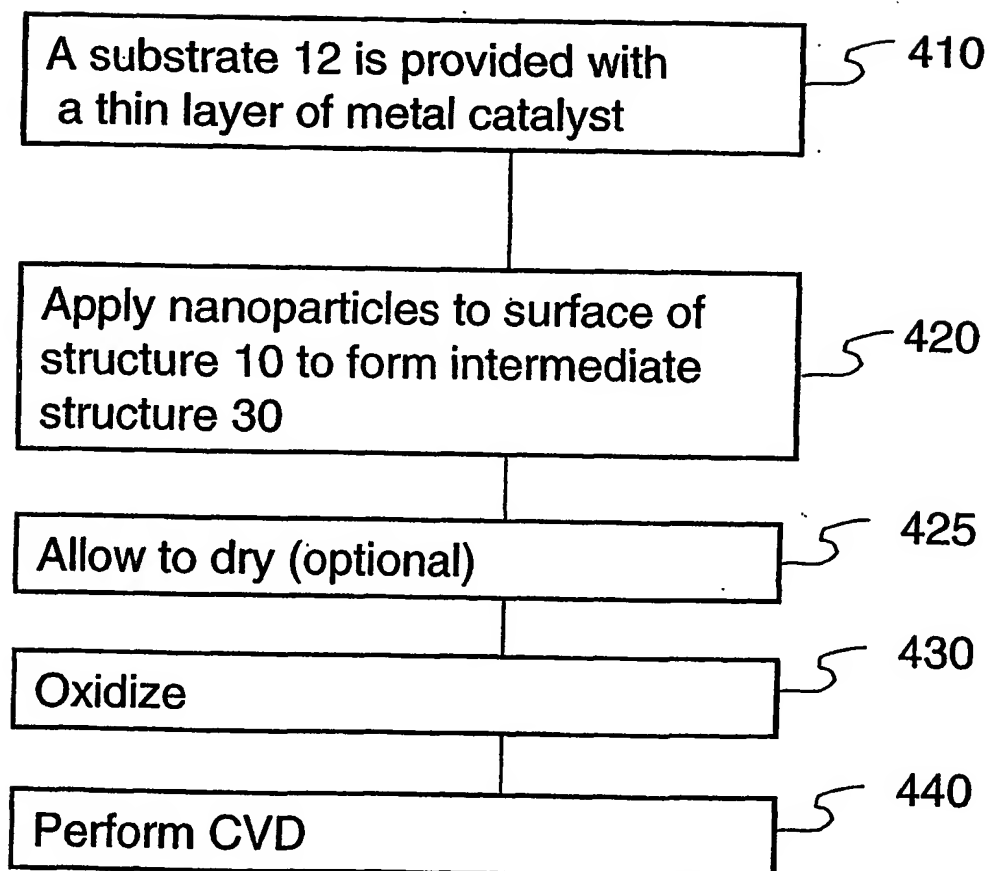 A substrate 12 is provided with
a thin layer of metal catalyst
410
Apply nanoparticles to surface of
structure 10 to form intermediate
structure 30
420
Allow to dry (optional)
425
Oxidize
430
Perform CVD
440